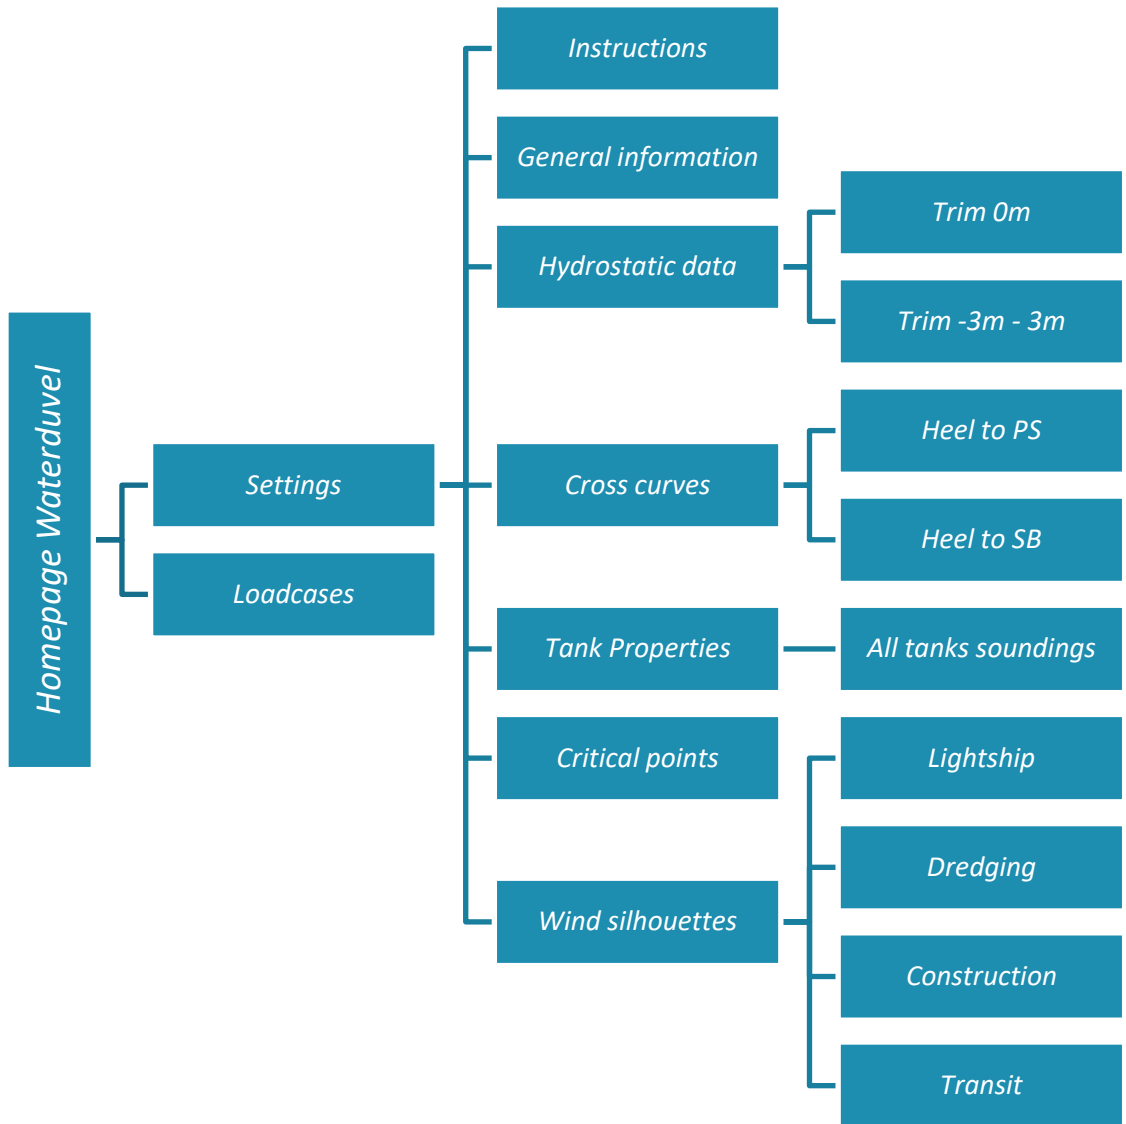 Homepage Waterduvel
Settings
Loadcases
Instructions
General information
Hydrostatic data
Trim 0m
Trim -3m - 3m
Cross curves
Heel to PS
Heel to SB
Tank Properties
All tanks soundings
Critical points
Wind silhouettes
Lightship
Dredging
Construction
Transit